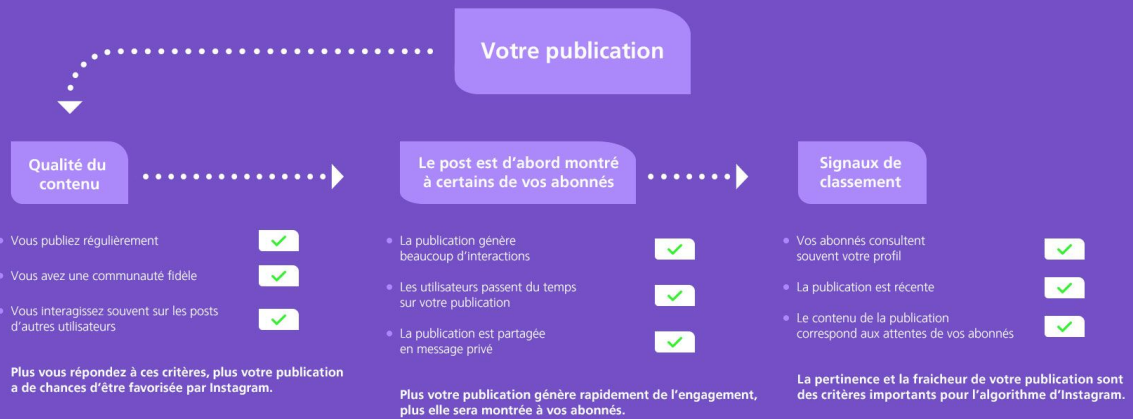 Votre publication
Qualité du
contenu
Vous publiez régulièrement
Vous avez une communauté fidèle
Vous interagissez souvent sur les posts
d'autres utilisateurs
Plus vous répondez à ces critères, plus votre publication
a de chances d'être favorisée par Instagram.
Le post est d'abord montré
à certains de vos abonnés
La publication génère
beaucoup d'interactions
Les utilisateurs passent du temps
sur votre publication
La publication est partagée
en message privé
Plus votre publication génère rapidement de l'engagement,
plus elle sera montrée à vos abonnés.
Signaux de
classement
Vos abonnés consultent
souvent votre profil
La publication est récente
Le contenu de la publication
correspond aux attentes de vos abonnés
La pertinence et la fraicheur de votre publication sont
des critères importants pour l'algorithme d'Instagram.